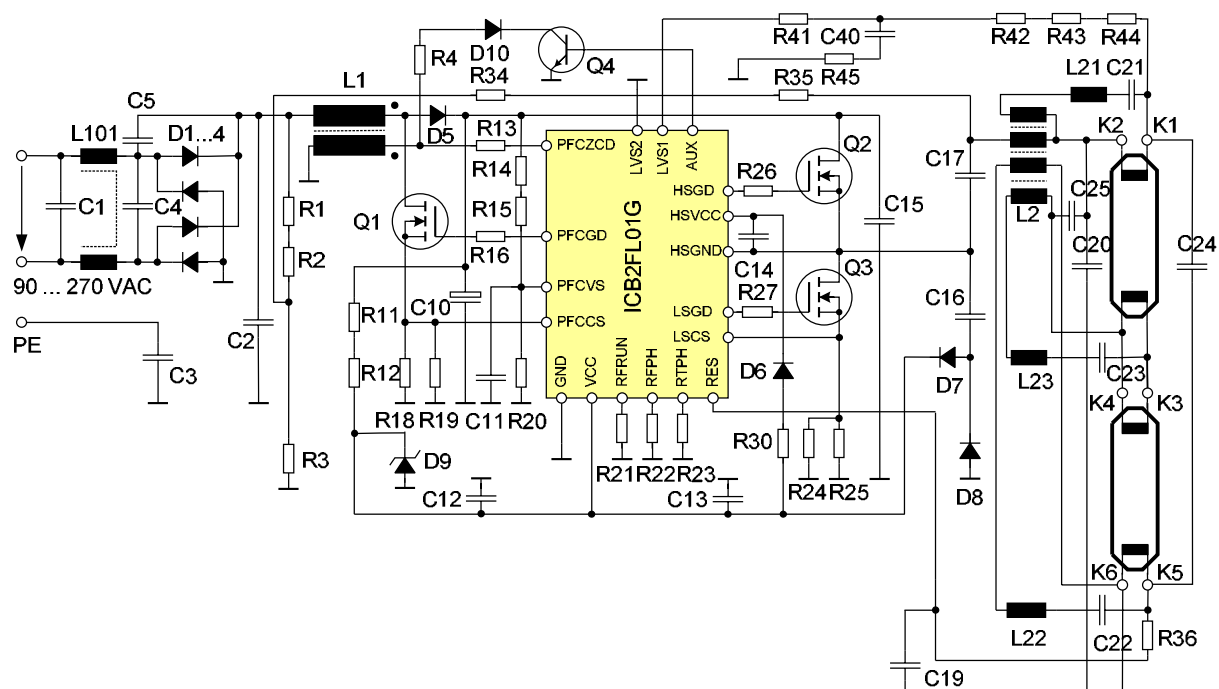 R41
C40
R42
R43
R44
D10
Q4
R4
R34
R45
R35
L21
C21
L1
C5
D5
R13
L101
D1...4
PFCZCD
LVS2
LVS1
AUX
Q2
K2
K1
R14
R26
C17
HSGD
C1
C4
R1
Q1
R15
HSVCC
C15
L2
C25
R2
PFCGD
R16
ICB2FL01G
HSGND
C14
Q3
C20
C24
90 ... 270 VAC
PFCVS
R27
C10
R11
LSGD
C16
PE
C2
PFCCS
LSCS
C3
R12
D6
D7
L23
C23
GND
VCC
RFRUN
RFPH
RTPH
RES
K4
K3
R18
R19
C11
R20
R30
R3
D9
R21
R22
R23
R24
R25
D8
C12
C13
K6
K5
L22
C22
R36
C19